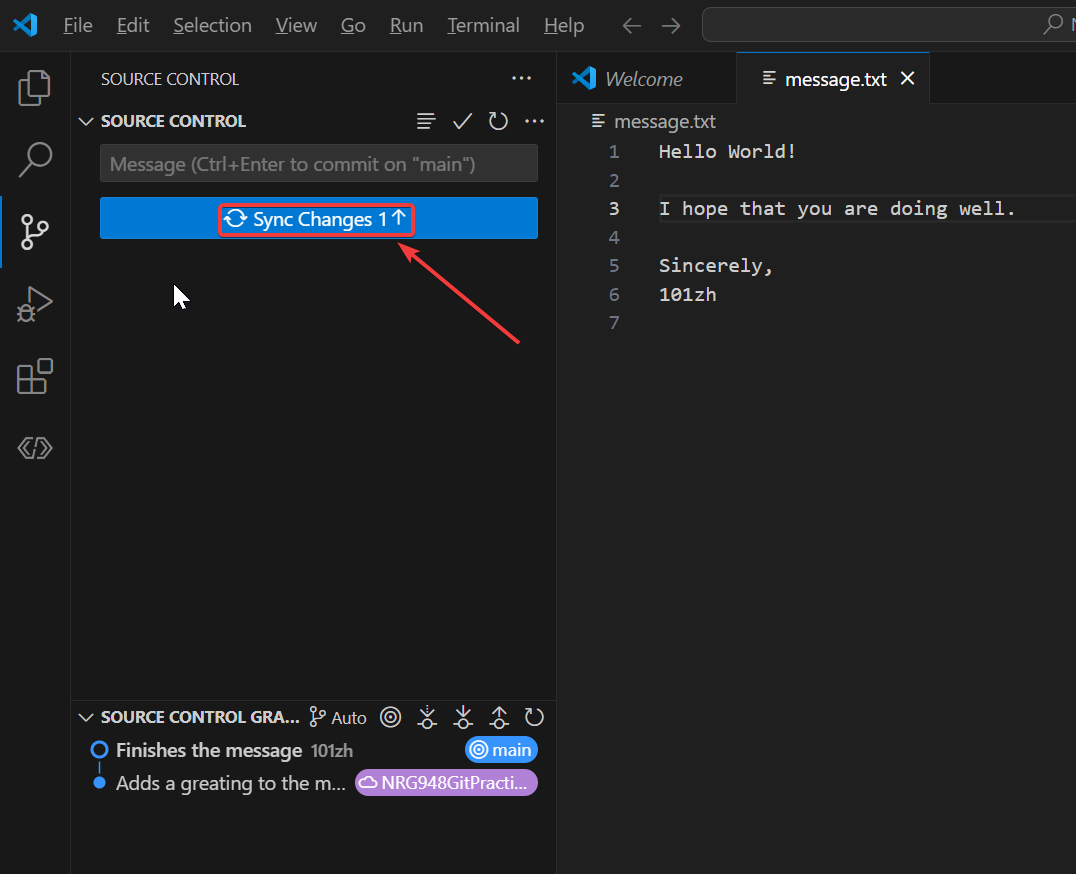 File Edit Selection View Go Run Terminal Help
SOURCE CONTROL
SOURCE CONTROL
Message (Ctrl+Enter to commit on "main")
Sync Changes 1↑
SOURCE CONTROL GRA... Auto
Finishes the message 101zh main
Adds a greating to the m... NRG948GitPracti...
Welcome message.txt
message.txt
1 Hello World!
2
3 I hope that you are doing well.
4
5 Sincerely,
6 101zh
7